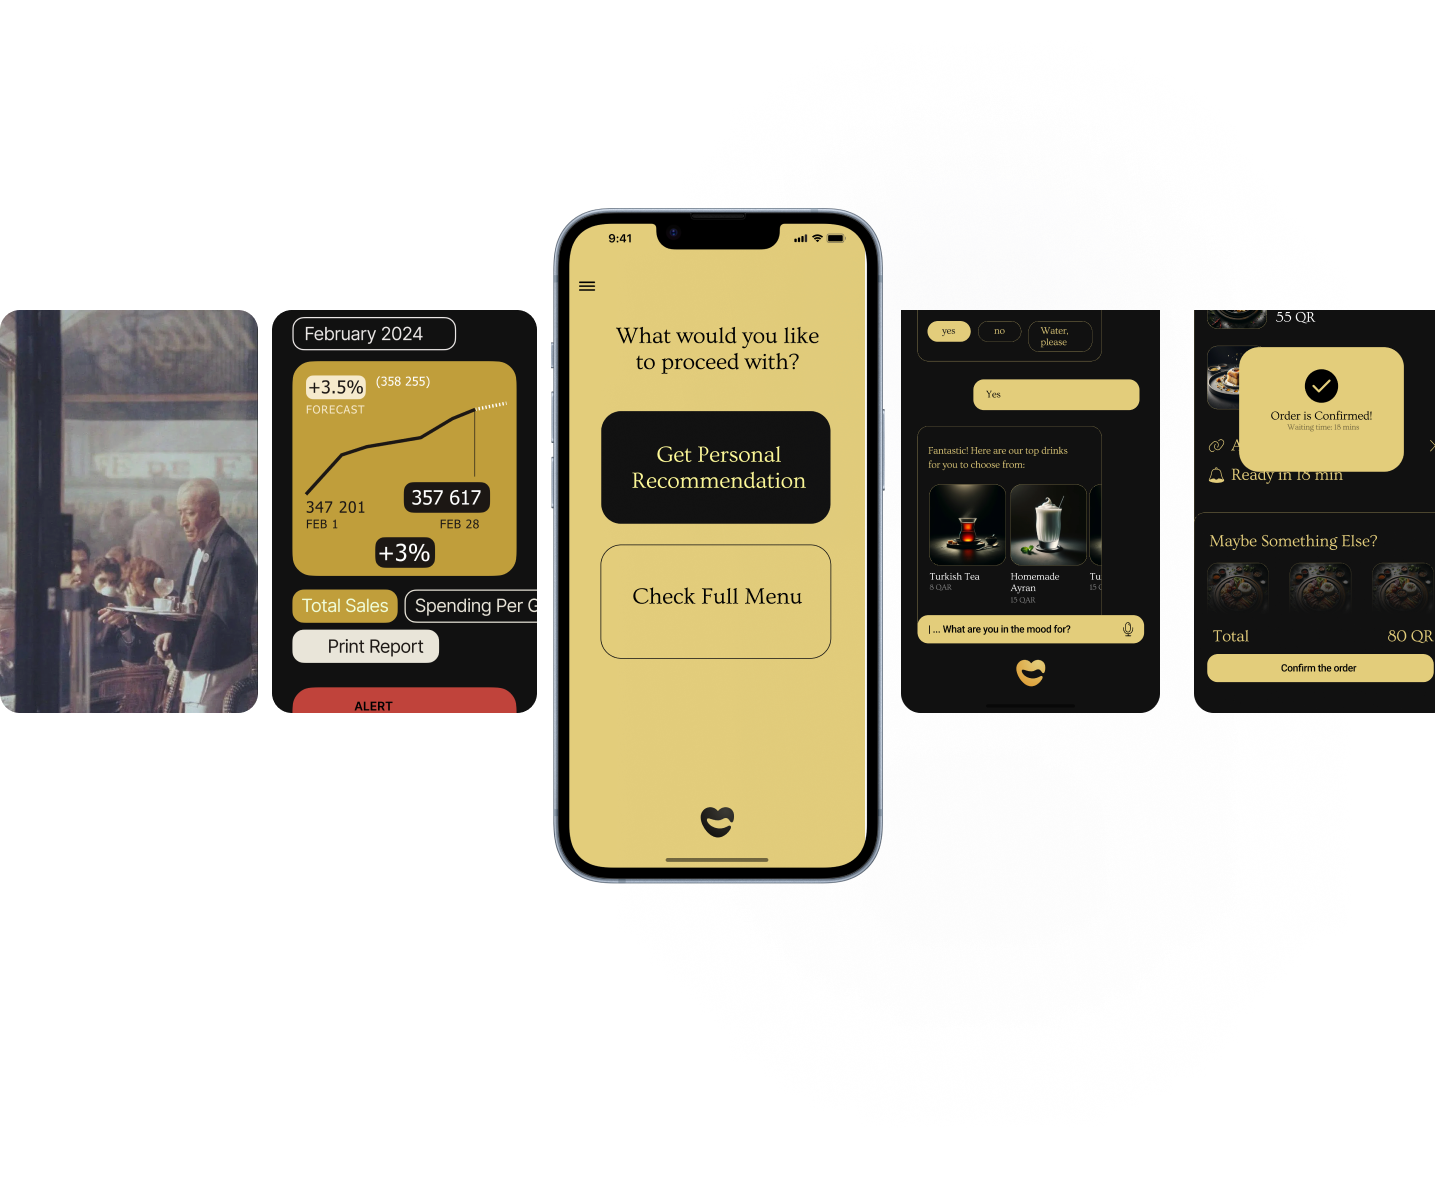 February 2024
+3.5%
(358 255)
FORECAST
347 201
FEB 1
357 617
FEB 28
+3%
Total Sales
Spending Per G
Print Report
ALERT
9:41
What would you like
to proceed with?
Get Personal
Recommendation
Check Full Menu
yes
no
Water,
please
Yes
Fantastic! Here are our top drinks
for you to choose from:
Turkish Tea
8 QAR
Homemade
Ayran
15 QAR
Tu
15 Q
| ... What are you in the mood for?
55 QR
Order is Confirmed!
Waiting time: 18 mins
A
Ready in 18 min
Maybe Something Else?
Total
80 QR
Confirm the order